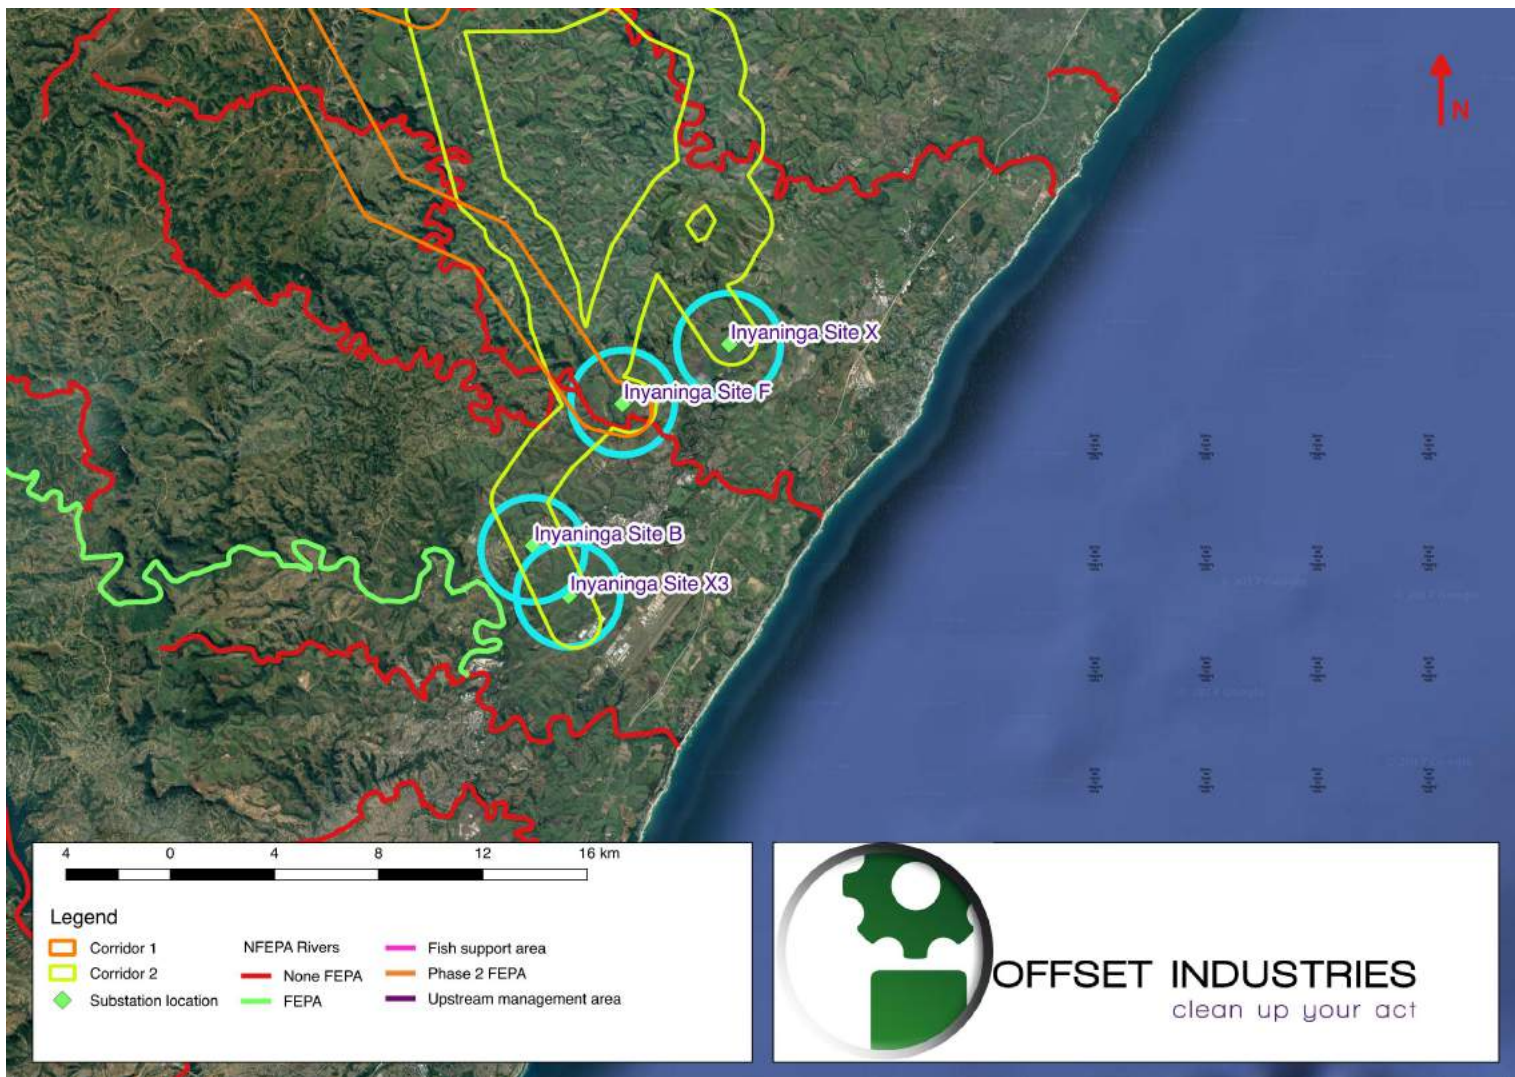 N
Inyaninga Site X
Inyaninga Site F
Inyaninga Site B
Inyaninga Site X3
4 0 4 8 12 16 km
Legend
Corridor 1
Corridor 2
Substation location
NFEPA Rivers
None FEPA
FEPA
Fish support area
Phase 2 FEPA
Upstream management area
OFFSET INDUSTRIES
clean up your act